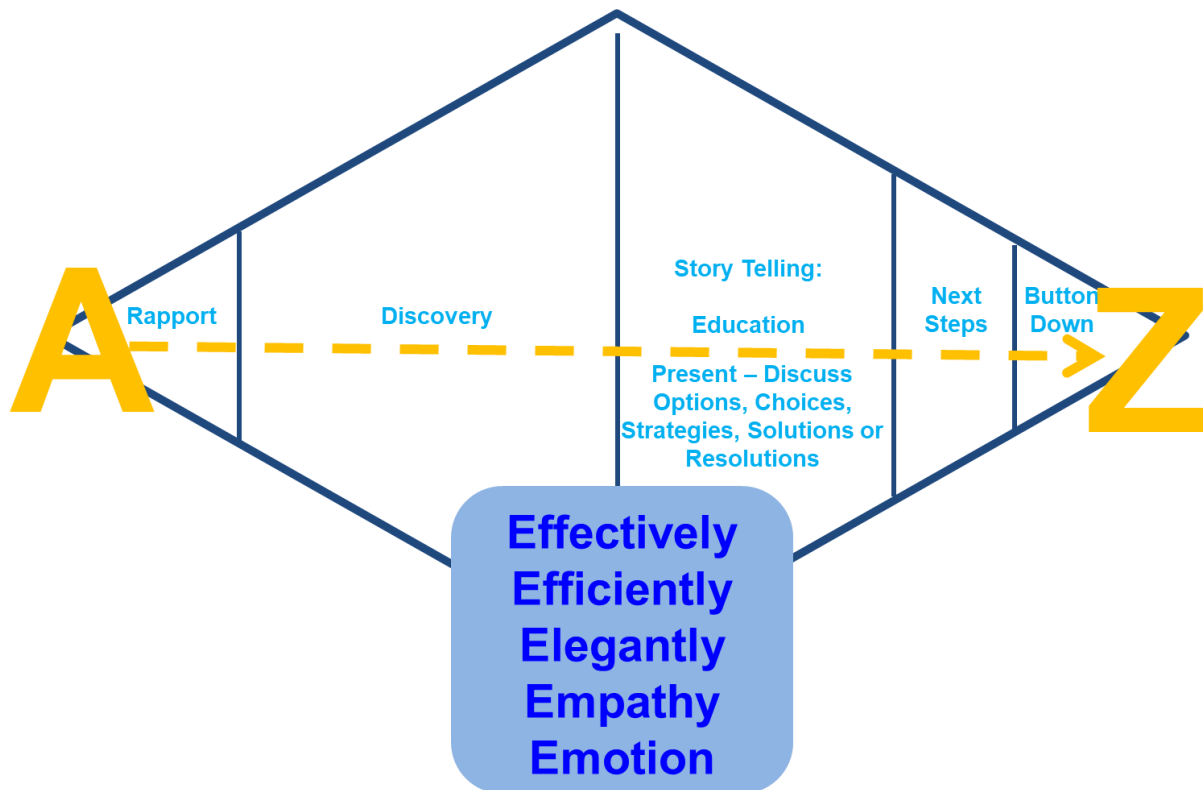 A
Rapport
Discovery
Story Telling:
Education
Present – Discuss
Options, Choices,
Strategies, Solutions or
Resolutions
Next
Steps
Button
Down
Z
Effectively
Efficiently
Elegantly
Empathy
Emotion